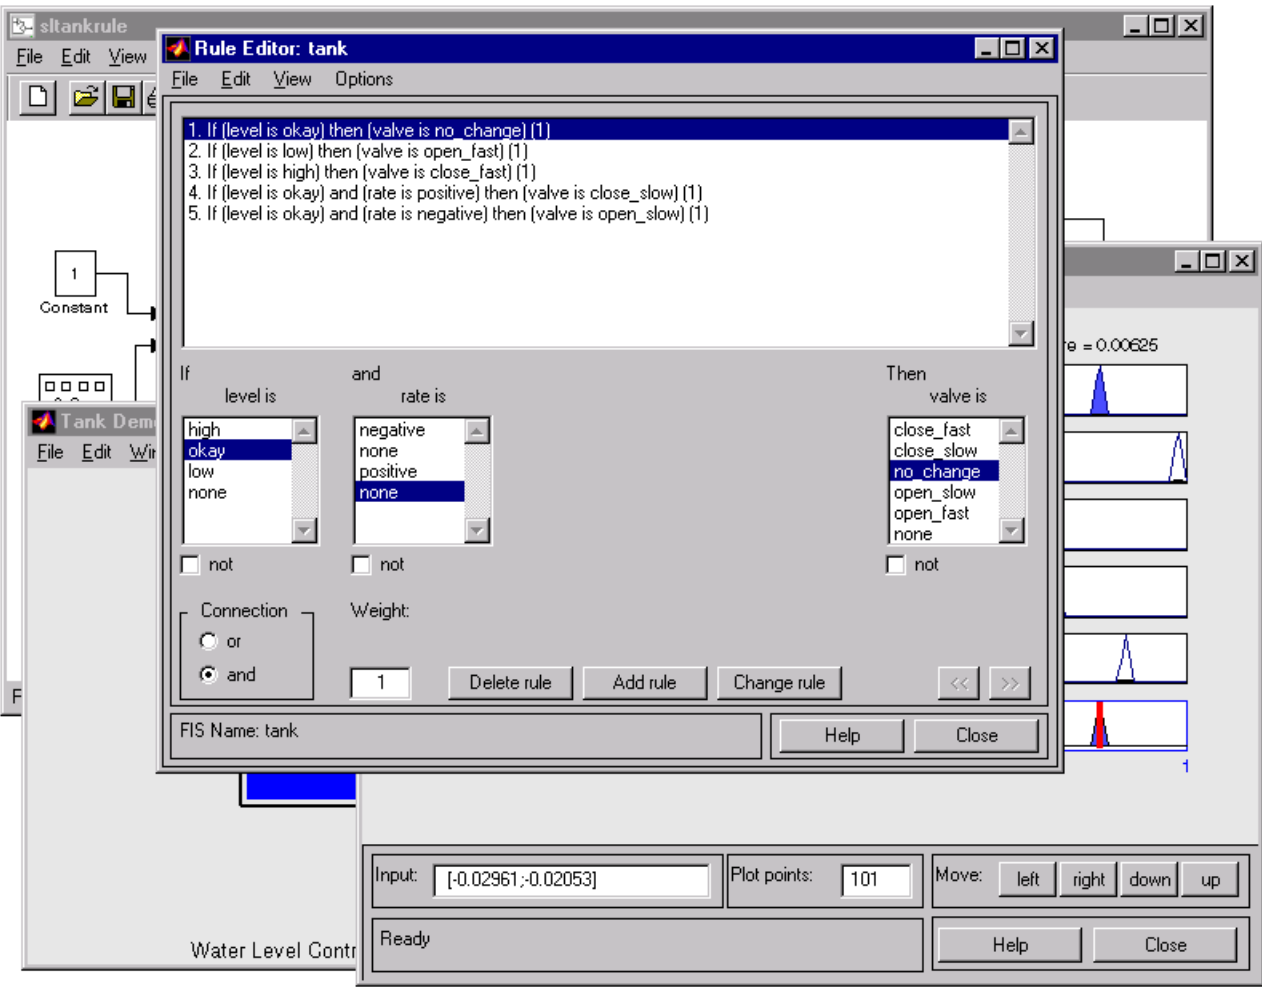 sltankrule
File Edit View
Rule Editor: tank
File Edit View Options
1. If (level is okay) then (valve is no_change) (1)
2. If (level is low) then (valve is open_fast) (1)
3. If (level is high) then (valve is close_fast) (1)
4. If (level is okay) and (rate is positive) then (valve is close_slow) (1)
5. If (level is okay) and (rate is negative) then (valve is open_slow) (1)
1
Constant
= 0.00625
If and Then
level is rate is valve is
high
okay
low
none
negative
none
positive
none
close_fast
close_slow
no_change
open_slow
open_fast
none
not not not
Connection
or
and
Weight:
1
Delete rule Add rule Change rule << >>
FIS Name: tank
Help Close
Tank Dem
File Edit
1
Input: [-0.02961;-0.02053]
Plot points: 101
Move: left right down up
Ready
Help Close
Water Level Contr